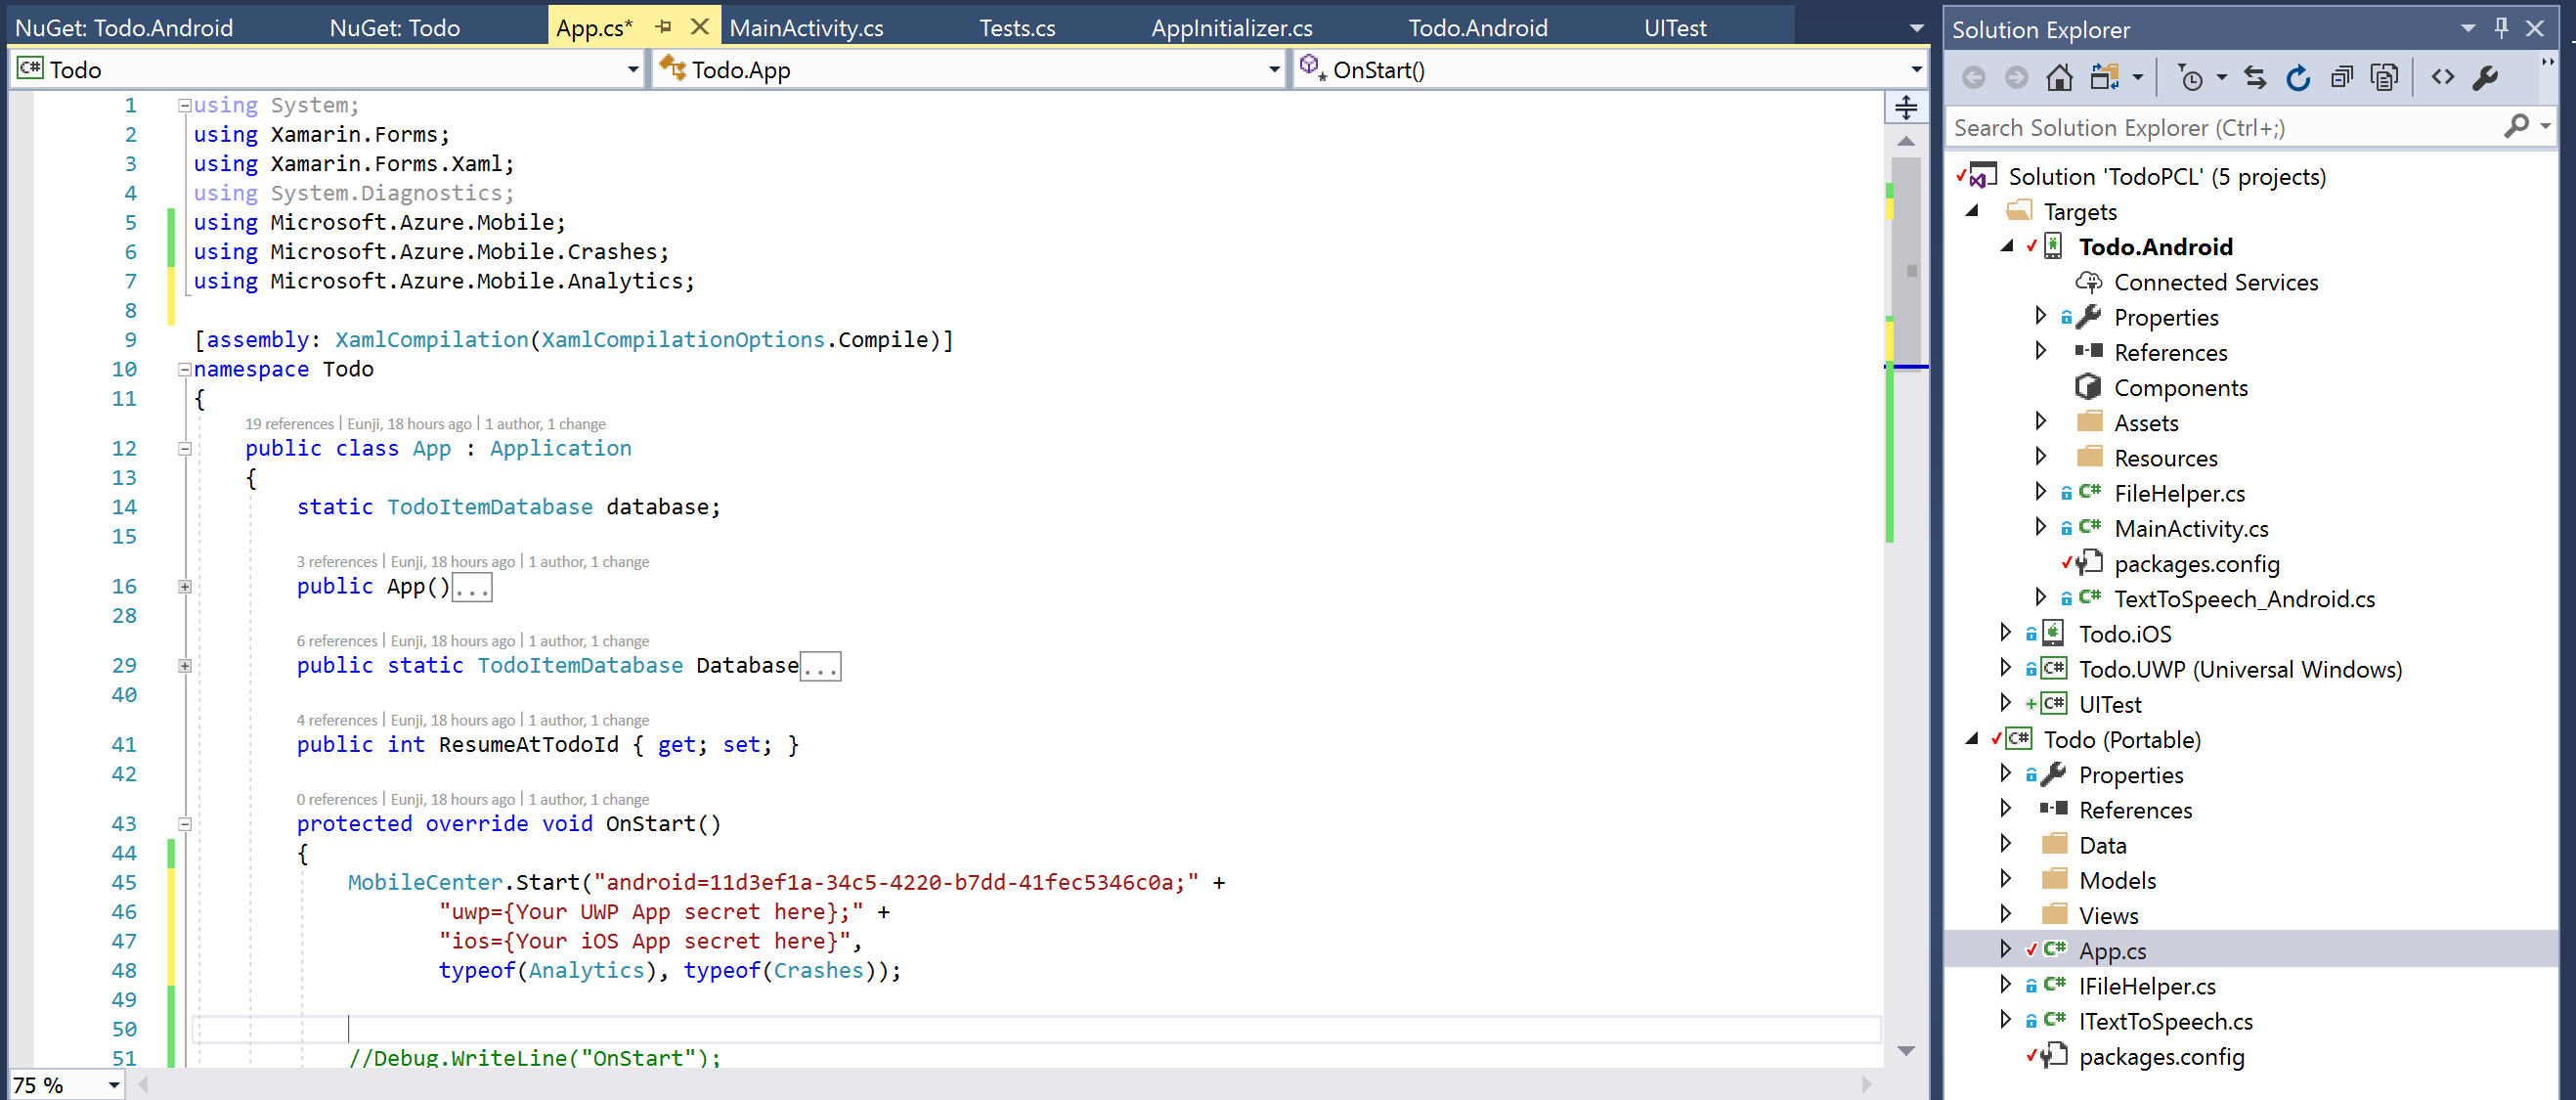 NuGet: Todo.Android NuGet: Todo App.cs* MainActivity.cs Tests.cs AppInitializer.cs Todo.Android UITest
C# Todo Todo.App OnStart()
1 using System;
2 using Xamarin.Forms;
3 using Xamarin.Forms.Xaml;
4 using System.Diagnostics;
5 using Microsoft.Azure.Mobile;
6 using Microsoft.Azure.Mobile.Crashes;
7 using Microsoft.Azure.Mobile.Analytics;
8
9 [assembly: XamlCompilation(XamlCompilationOptions.Compile)]
10 namespace Todo
11 {
19 references | Eunji, 18 hours ago | 1 author, 1 change
12 public class App : Application
13 {
14 static TodoItemDatabase database;
15
3 references | Eunji, 18 hours ago | 1 author, 1 change
16 public App()...
28
6 references | Eunji, 18 hours ago | 1 author, 1 change
29 public static TodoItemDatabase Database...
40
4 references | Eunji, 18 hours ago | 1 author, 1 change
41 public int ResumeAtTodoId { get; set; }
42
0 references | Eunji, 18 hours ago | 1 author, 1 change
43 protected override void OnStart()
44 {
45 MobileCenter.Start("android=11d3ef1a-34c5-4220-b7dd-41fec5346c0a;" +
46 "uwp={Your UWP App secret here};" +
47 "ios={Your iOS App secret here}",
48 typeof(Analytics), typeof(Crashes));
49
50
51 //Debug.WriteLine("OnStart");
75 %
Solution Explorer
Search Solution Explorer (Ctrl+;)
Solution 'TodoPCL' (5 projects)
Targets
Todo.Android
Connected Services
Properties
References
Components
Assets
Resources
C# FileHelper.cs
C# MainActivity.cs
packages.config
C# TextToSpeech_Android.cs
Todo.iOS
C# Todo.UWP (Universal Windows)
C# UITest
C# Todo (Portable)
Properties
References
Data
Models
Views
C# App.cs
C# IFileHelper.cs
C# ITextToSpeech.cs
packages.config